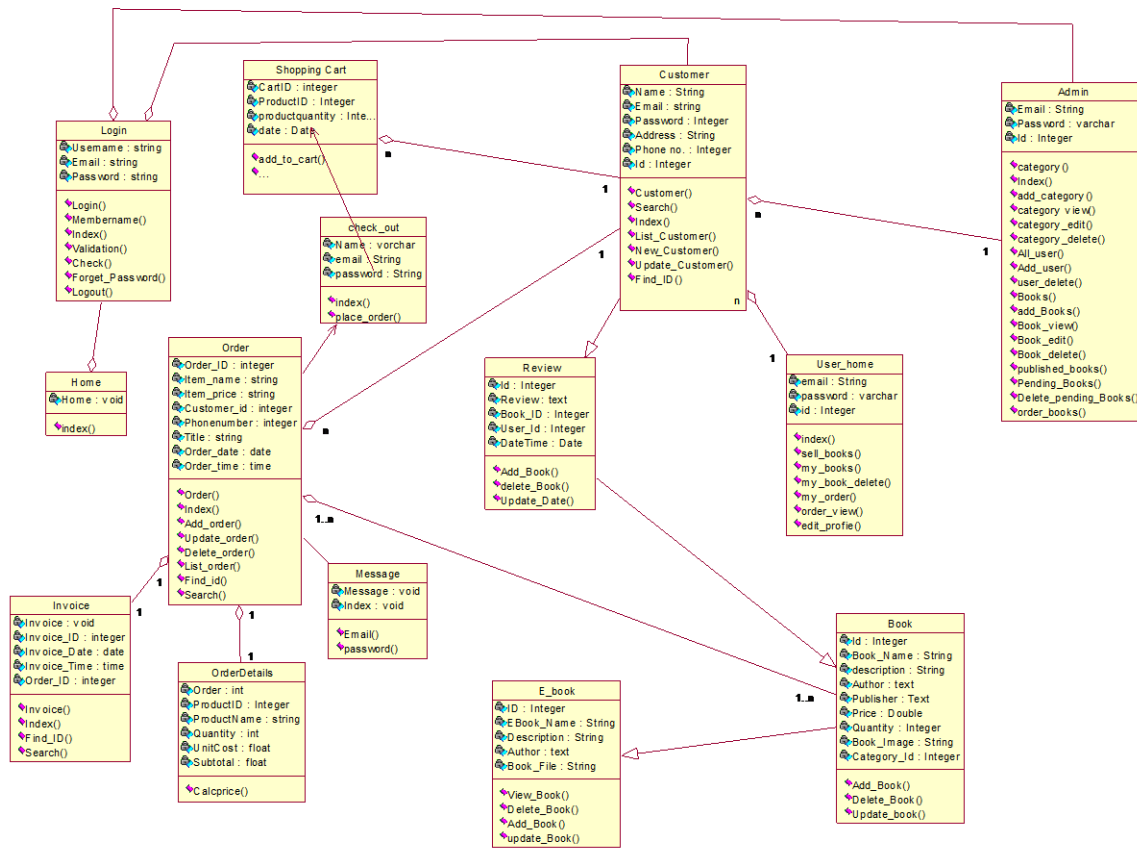 Shopping Cart
CartID : integer
ProductID : Integer
productquantity : Inte...
date : Date
add_to_cart()
...
Customer
Name : String
Email : string
Password : Integer
Address : String
Phone no. : Integer
Id : Integer
Customer()
Search()
Index()
List_Customer()
New_Customer()
Update_Customer()
Find_ID()
n
Admin
Email : String
Password : varchar
id : Integer
category()
Index()
add_category()
category view()
category_edit()
category_delete()
All_user()
Add_user()
user_delete()
Books()
add_Books()
Book_view()
Book_edit()
Book_delete()
published_books()
Pending_Books()
Delete_pending_Books()
order_books()
Login
Username : string
Email : string
Password : string
Login()
Membername()
Index()
Validation()
Check()
Forget_Password()
Logout()
n
1
n
1
1
check_out
Name : vorchar
email : String
password : String
index()
place_order()
Home
Home : void
index()
Order
Order_ID : integer
Item_name : string
Item_price : string
Customer_id : integer
Phonenumber : integer
Title : string
Order_date : date
Order_time : time
Order()
Index()
Add_order()
Update_order()
Delete_order()
List_order()
Find_id()
Search()
n
1..n
1
1
1
1
Review
Id : Integer
Review: text
Book_ID : Integer
User_Id : Integer
DateTime : Date
Add_Book()
delete_Book()
Update_Date()
1
User_home
email : String
password : varchar
id : Integer
index()
sell_books()
my_books()
my_book_delete()
my_order()
order_view()
edit_profie()
Message
Message : void
Index : void
Email()
password()
Invoice
Invoice : void
Invoice_ID : integer
Invoice_Date : date
Invoice_Time : time
Order_ID : integer
Invoice()
Index()
Find_ID()
Search()
OrderDetails
Order : int
ProductID : Integer
ProductName : string
Quantity : int
UnitCost : float
Subtotal : float
Calcprice()
E_book
ID : Integer
EBook_Name : String
Description : String
Author : text
Book_File : String
View_Book()
Delete_Book()
Add_Book()
update_Book()
1..n
Book
Id : Integer
Book_Name : String
description : String
Author : text
Publisher : Text
Price : Double
Quantity : Integer
Book_Image : String
Category_Id : Integer
Add_Book()
Delete_Book()
Update_book()